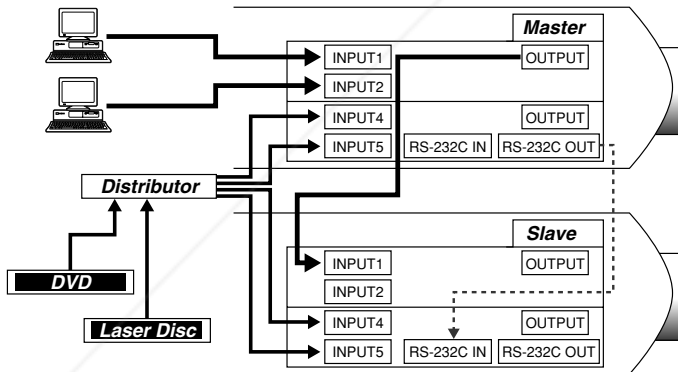 Master
INPUT1 OUTPUT
INPUT2
INPUT4 OUTPUT
INPUT5 RS-232C IN RS-232C OUT
Distributor
Slave
INPUT1 OUTPUT
DVD
INPUT2
Laser Disc
INPUT4 OUTPUT
INPUT5 RS-232C IN RS-232C OUT